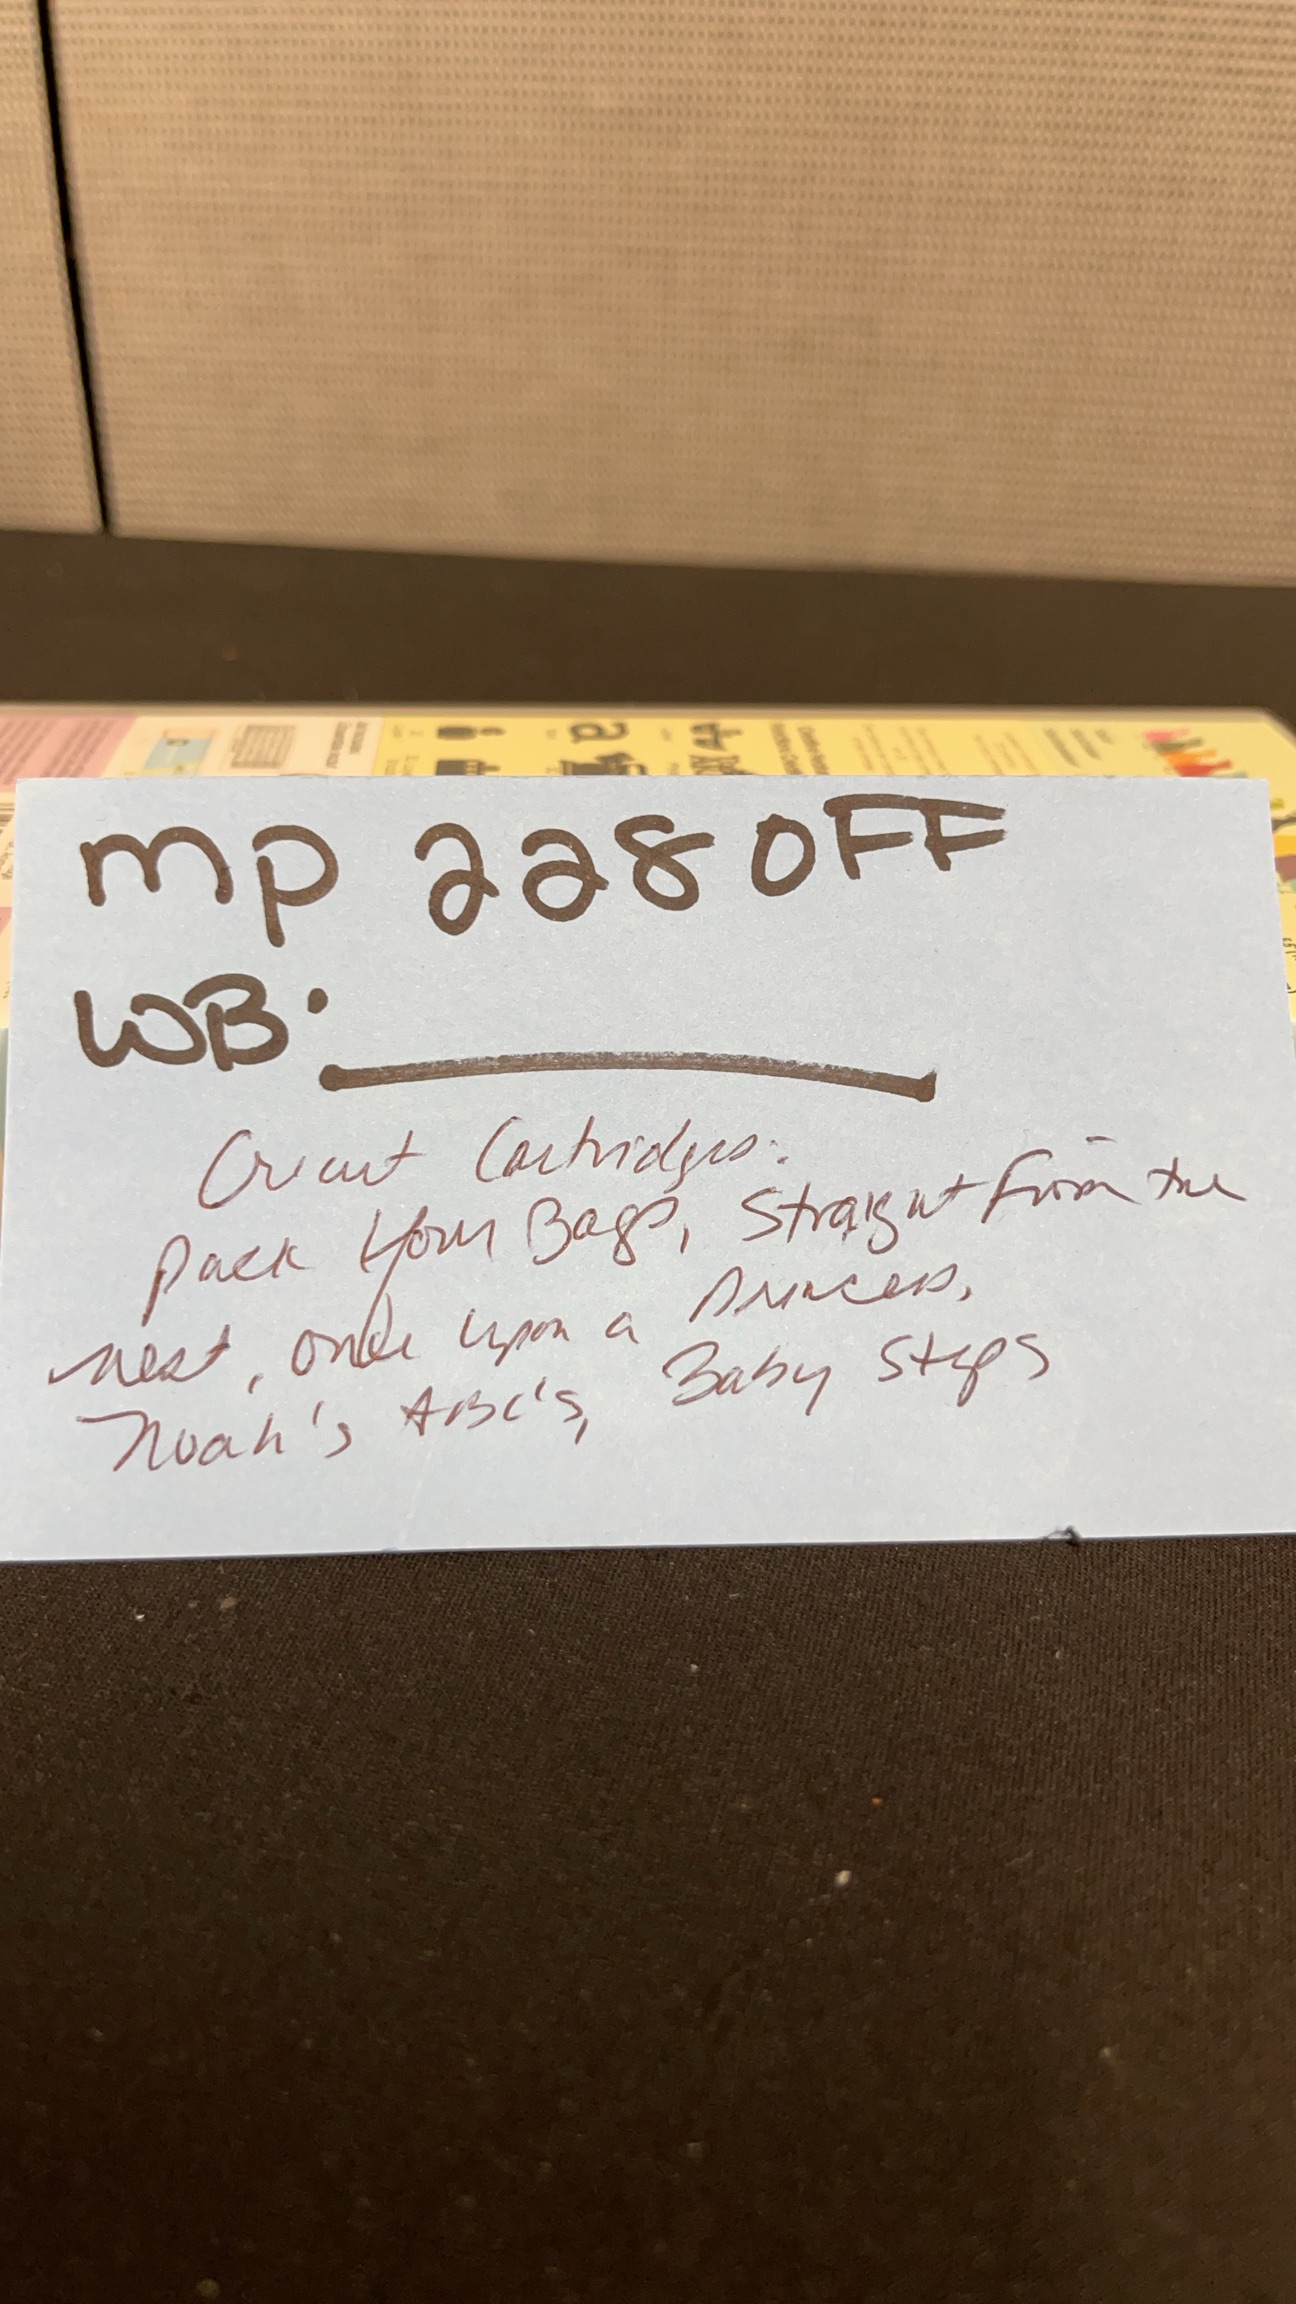 mp 228 OFF
WB:
Cricut Cartridges:
Pack Your Bags, Straight From the
nest, once upon a Princess,
Noah's ABC's, Baby Steps